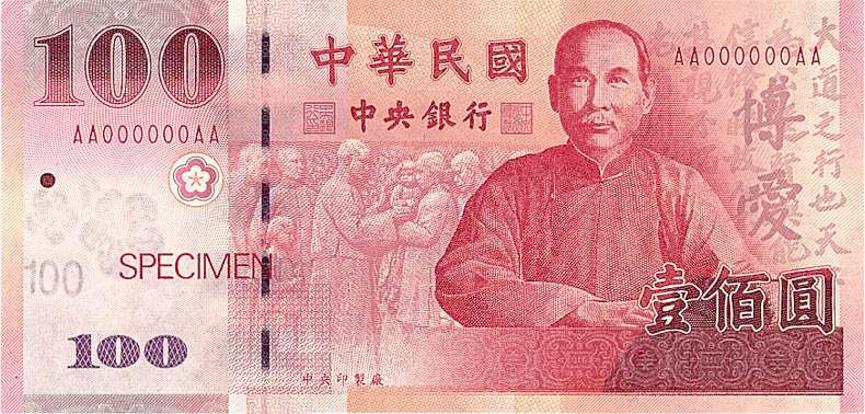 100
中華民國
AA000000AA
中央銀行
AA000000AA
博愛
大道之行也天
100
SPECIMEN
壹佰圓
100
中央印製廠